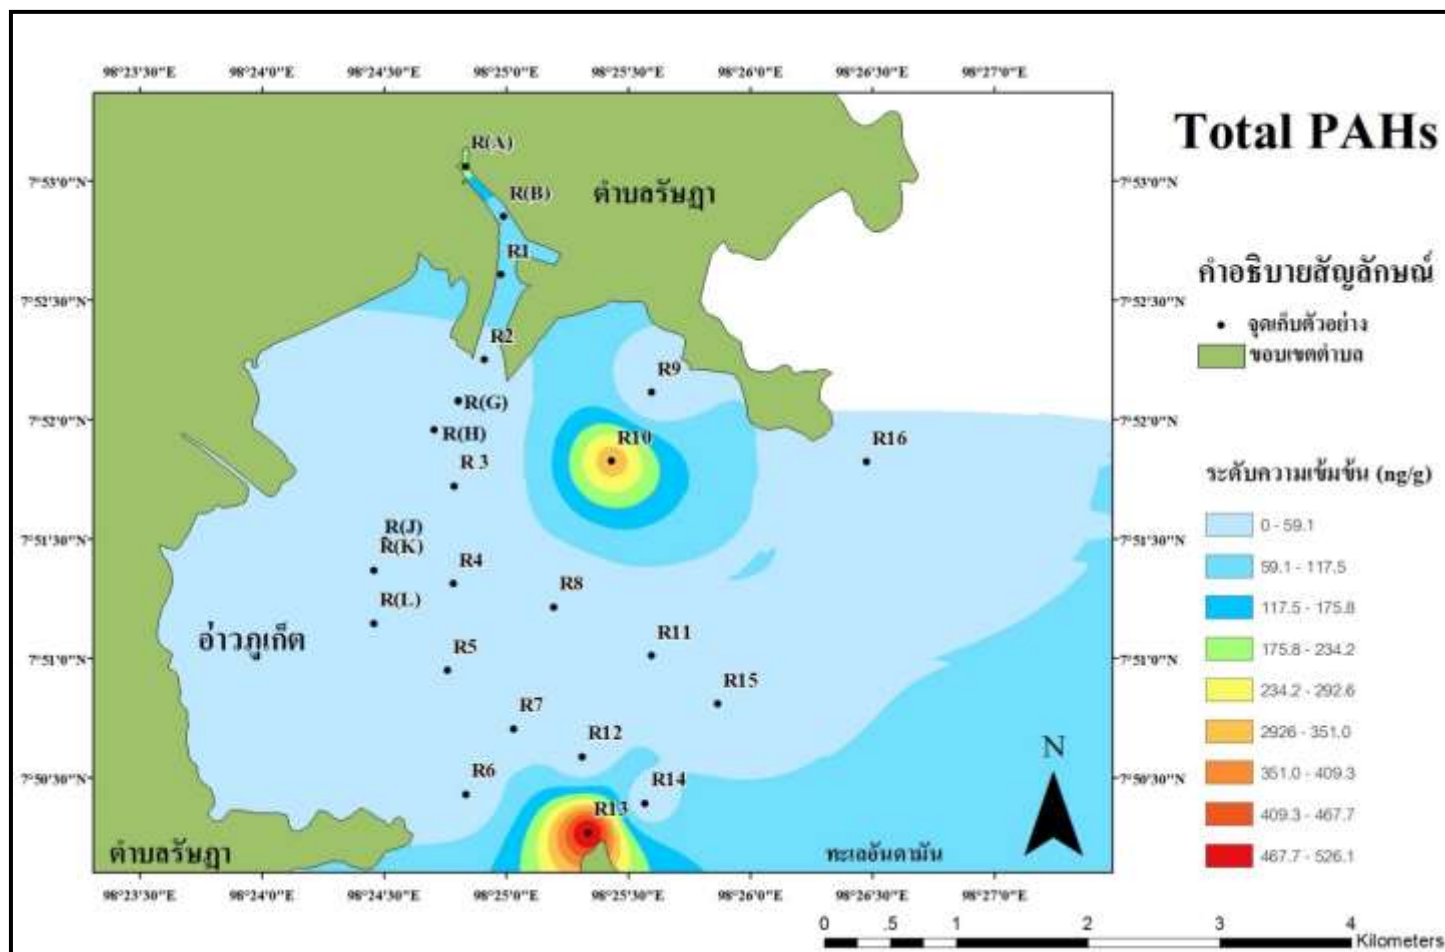 98°23'30"E 98°24'0"E 98°24'30"E 98°25'0"E 98°25'30"E 98°26'0"E 98°26'30"E 98°27'0"E
Total PAHs
R(A)
7°53'0"N 7°53'0"N
R(B)
ตำบลรัษฎา
R1
คำอธิบายสัญลักษณ์
7°52'30"N 7°52'30"N
จุดเก็บตัวอย่าง
R2
ขอบเขตตำบล
R9
R(G)
7°52'0"N 7°52'0"N
R(H)
R10
R16
R 3
ระดับความเข้มข้น (ng/g)
R(J)
0 - 59.1
7°51'30"N 7°51'30"N
R(K)
R4
59.1 - 117.5
R8
R(L)
117.5 - 175.8
อ่าวภูเก็ต
R11
R5
7°51'0"N 7°51'0"N
175.8 - 234.2
R15
234.2 - 292.6
R7
R12
2926 - 351.0
N
R6
R14
7°50'30"N 7°50'30"N
351.0 - 409.3
R13
409.3 - 467.7
ตำบลรัษฎา
ทะเลอันดามัน
467.7 - 526.1
98°23'30"E 98°24'0"E 98°24'30"E 98°25'0"E 98°25'30"E 98°26'0"E 98°26'30"E 98°27'0"E
0 .5 1 2 3 4
Kilometers